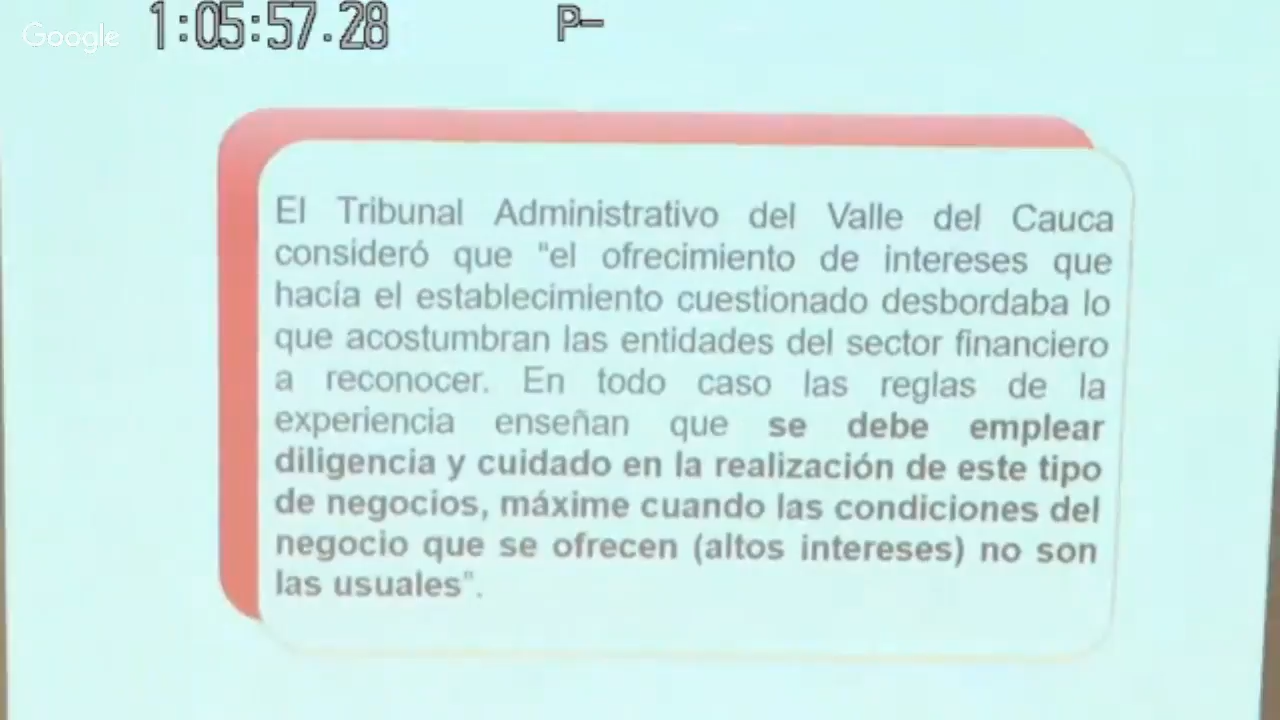 Google 1:05:57.28 P-
El Tribunal Administrativo del Valle del Cauca
consideró que "el ofrecimiento de intereses que
hacía el establecimiento cuestionado desbordaba lo
que acostumbran las entidades del sector financiero
a reconocer. En todo caso las reglas de la
experiencia enseñan que se debe emplear
diligencia y cuidado en la realización de este tipo
de negocios, máxime cuando las condiciones del
negocio que se ofrecen (altos intereses) no son
las usuales".